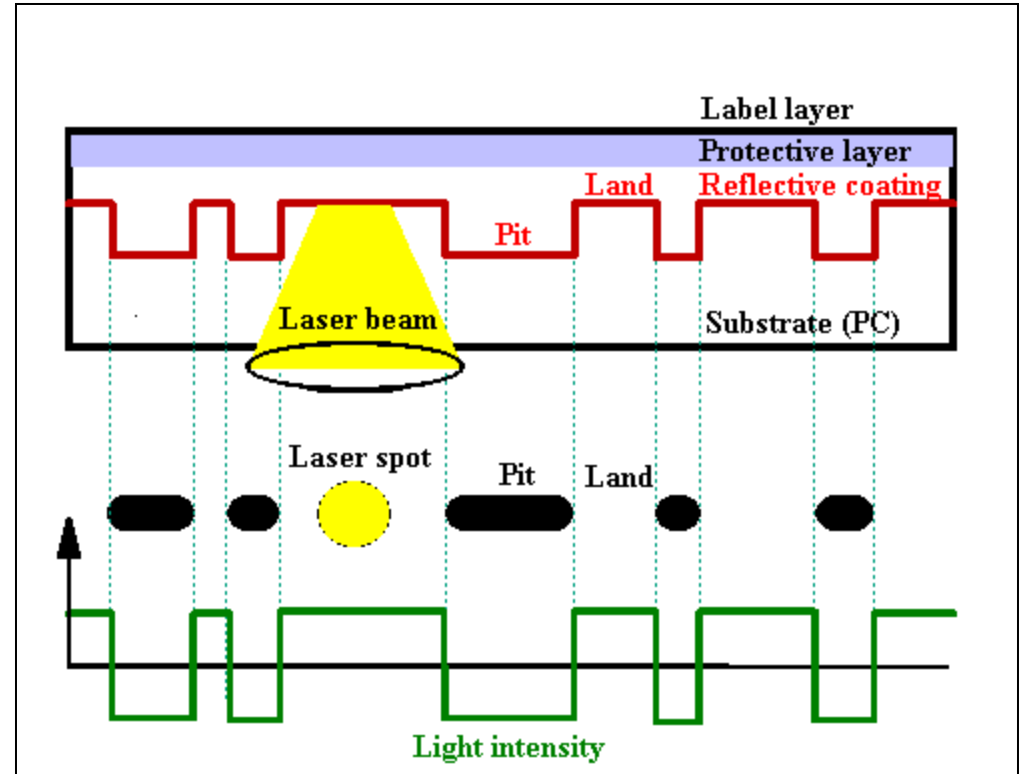 Label layer
Protective layer
Land Reflective coating
Pit
Laser beam
Substrate (PC)
Laser spot
Pit Land
Light intensity